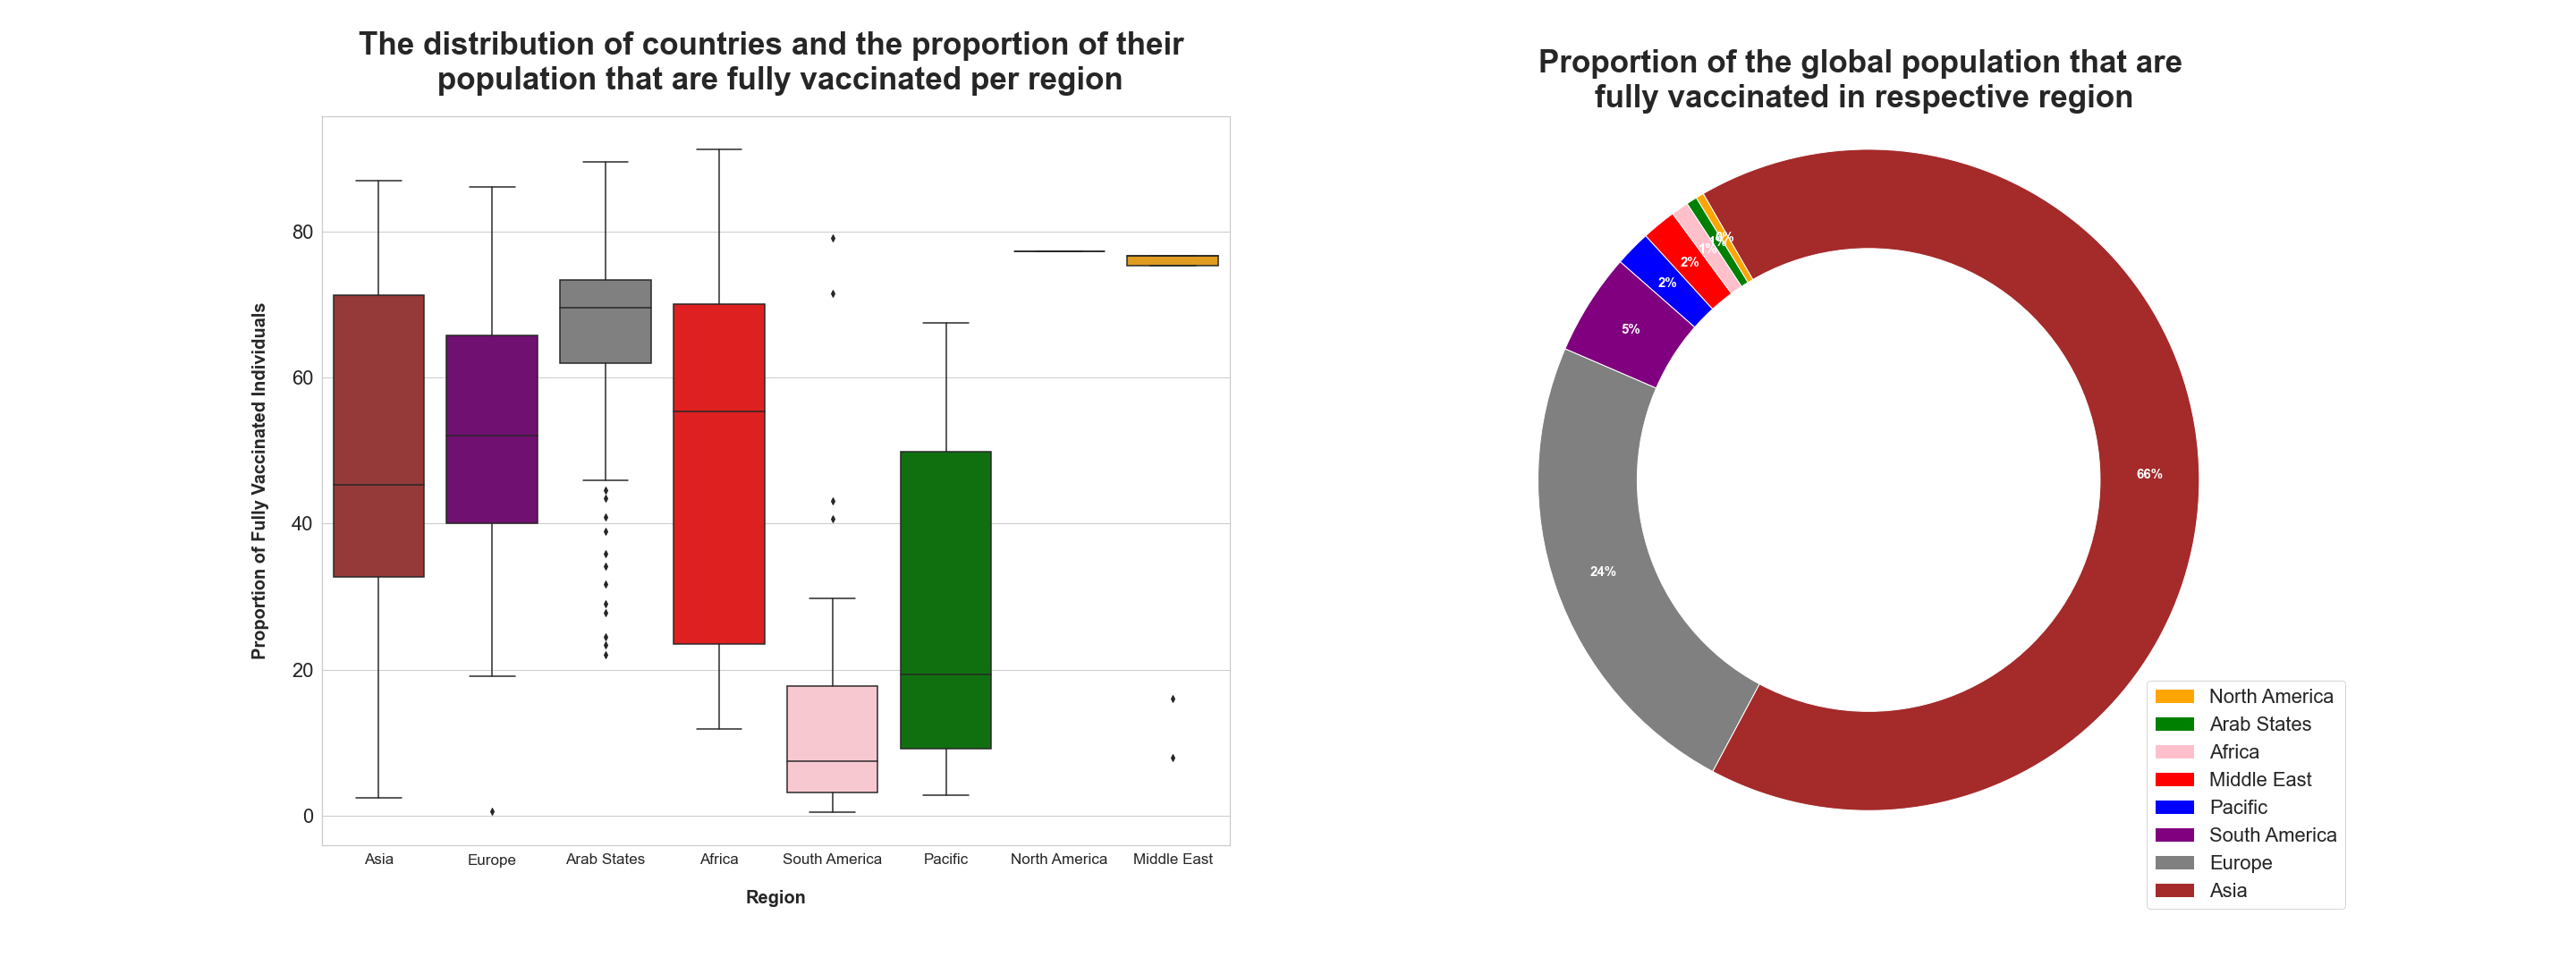 The distribution of countries and the proportion of their
population that are fully vaccinated per region
Proportion of Fully Vaccinated Individuals
80
60
40
20
0
Asia
Europe
Arab States
Africa
South America
Pacific
North America
Middle East
Region
Proportion of the global population that are
fully vaccinated in respective region
0%
1%
1%
2%
2%
5%
24%
66%
North America
Arab States
Africa
Middle East
Pacific
South America
Europe
Asia